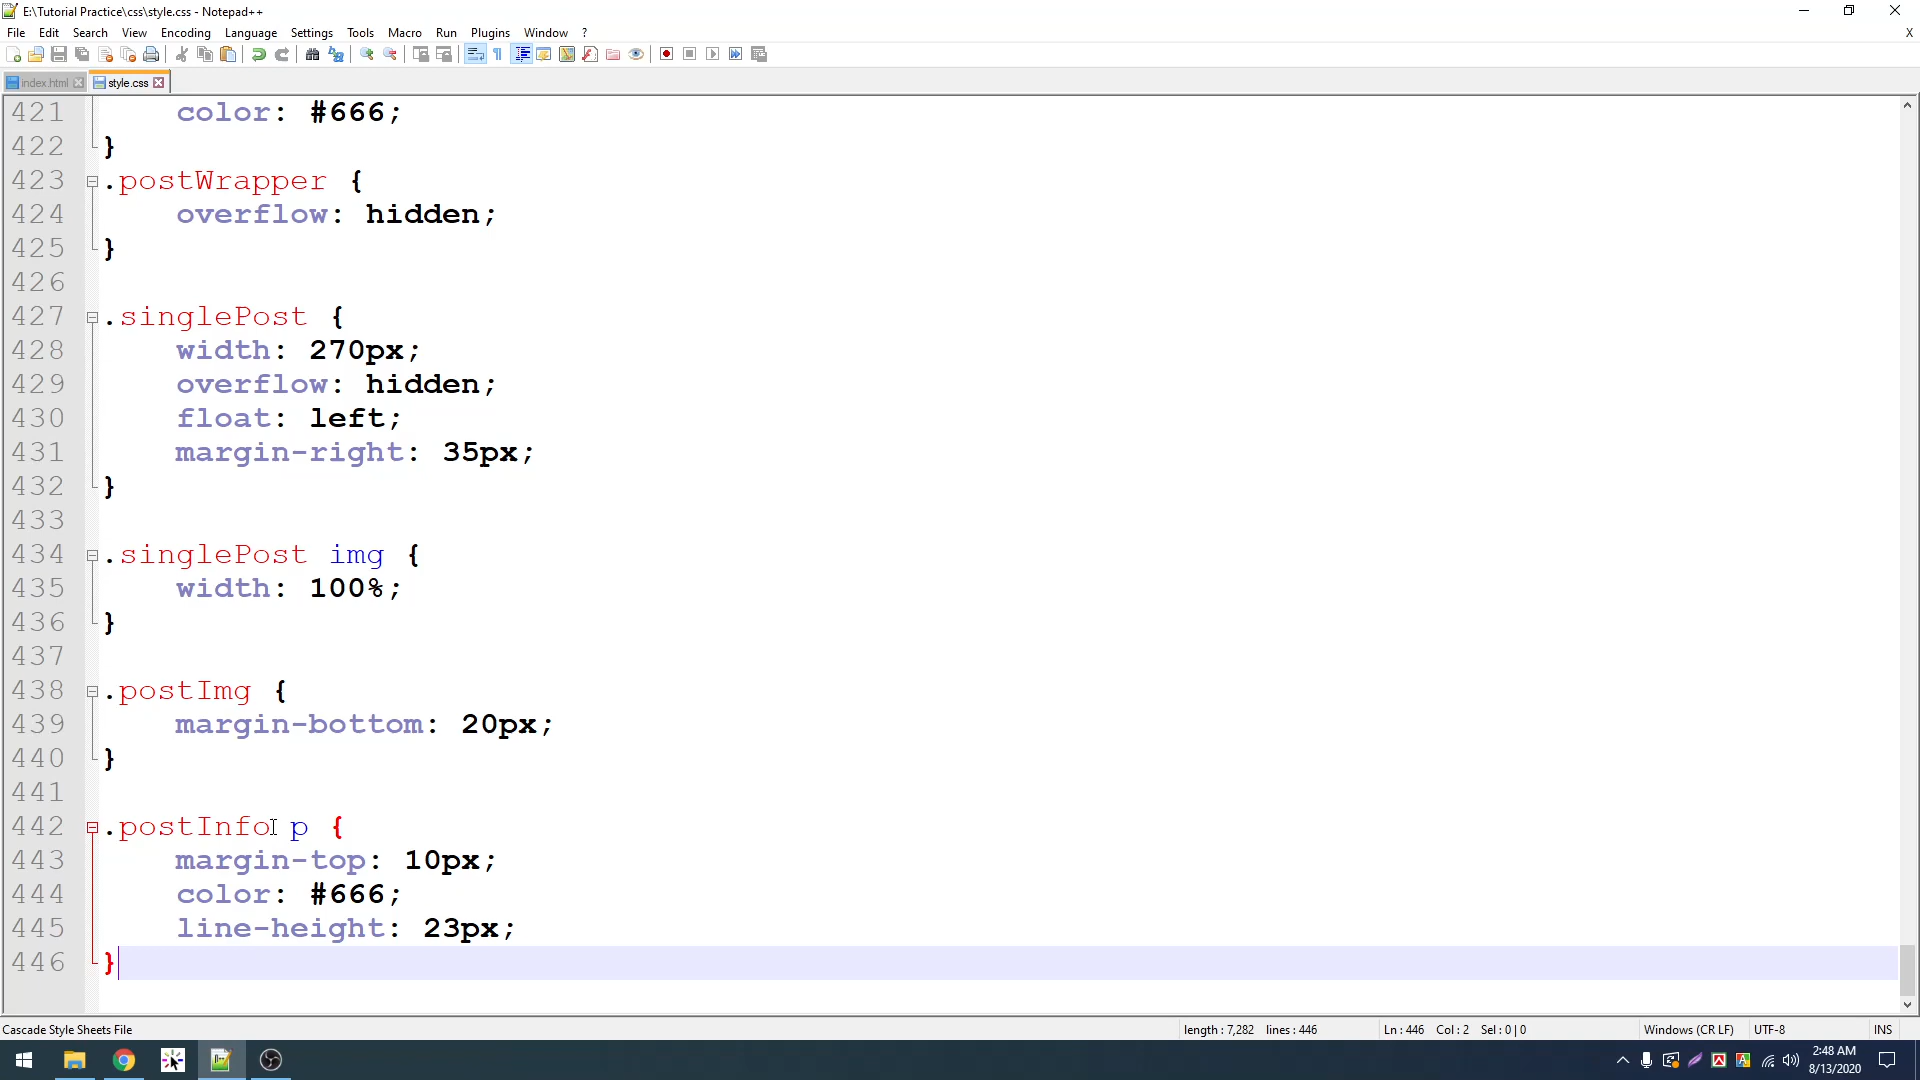 E:\Tutorial Practice\css\style.css - Notepad++
File Edit Search View Encoding Language Settings Tools Macro Run Plugins Window ? X
index.html style.css
421 color: #666;
422 }
423 .postWrapper {
424 overflow: hidden;
425 }
426
427 .singlePost {
428 width: 270px;
429 overflow: hidden;
430 float: left;
431 margin-right: 35px;
432 }
433
434 .singlePost img {
435 width: 100%;
436 }
437
438 .postImg {
439 margin-bottom: 20px;
440 }
441
442 .postInfo p {
443 margin-top: 10px;
444 color: #666;
445 line-height: 23px;
446 }
Cascade Style Sheets File length : 7,282 lines : 446 Ln : 446 Col : 2 Sel : 0 | 0 Windows (CR LF) UTF-8 INS
2:48 AM
8/13/2020